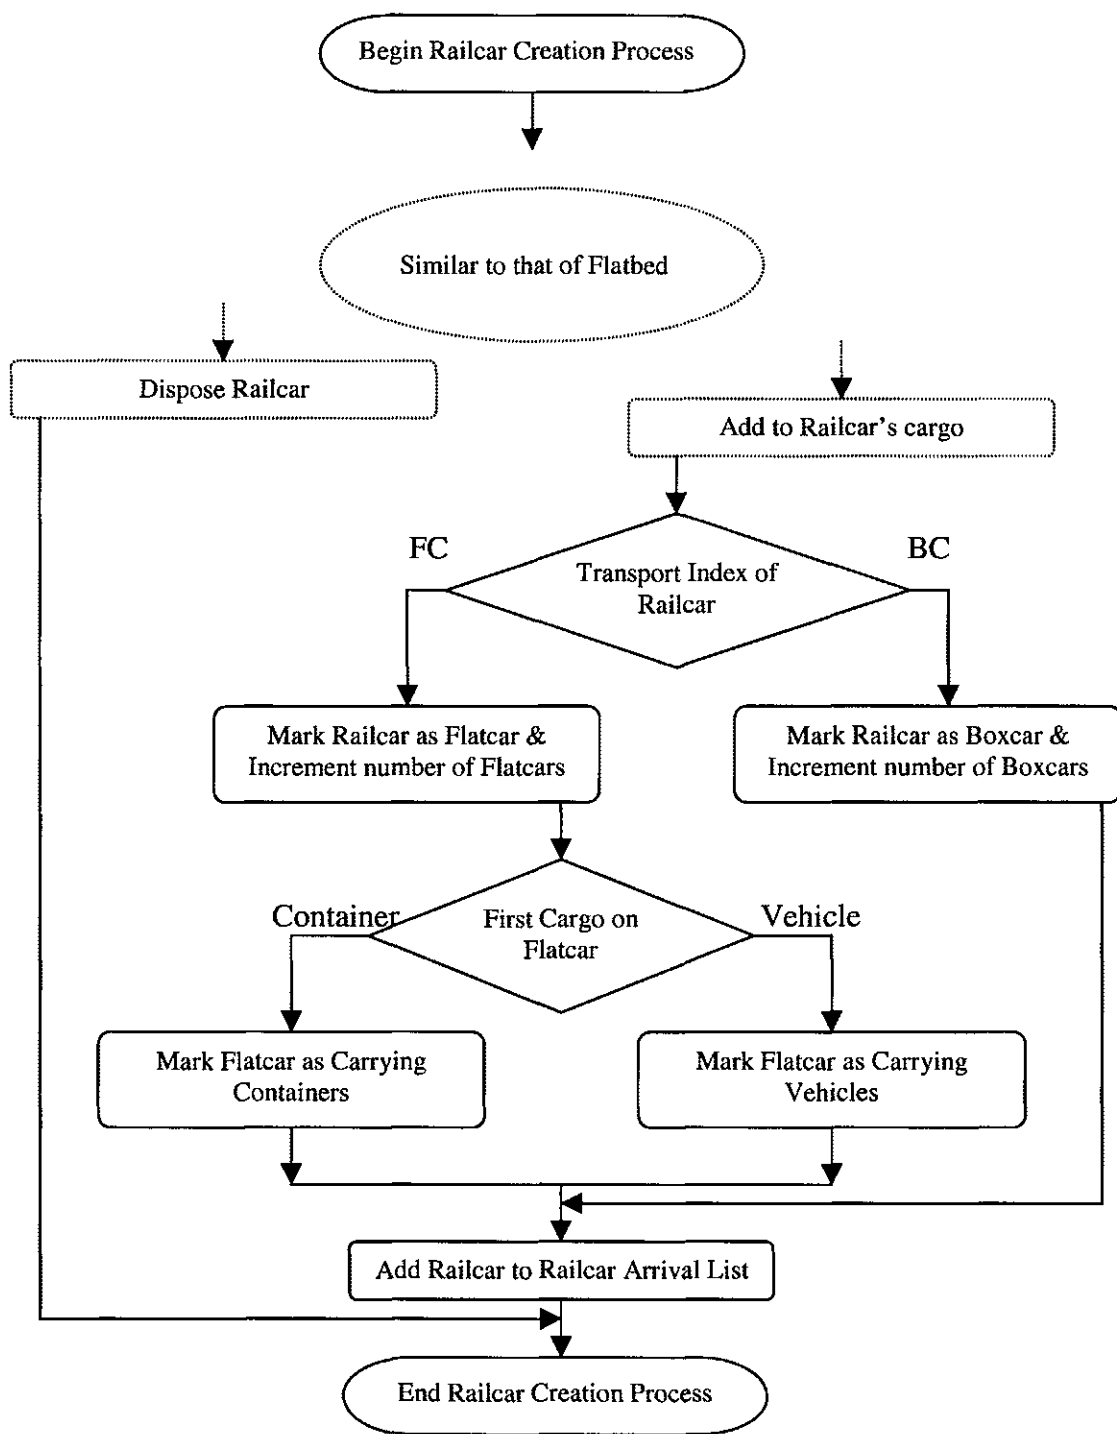 Begin Railcar Creation Process
Similar to that of Flatbed
Dispose Railcar
Add to Railcar's cargo
FC
BC
Transport Index of
Railcar
Mark Railcar as Flatcar &
Increment number of Flatcars
Mark Railcar as Boxcar &
Increment number of Boxcars
Container
Vehicle
First Cargo on
Flatcar
Mark Flatcar as Carrying
Containers
Mark Flatcar as Carrying
Vehicles
Add Railcar to Railcar Arrival List
End Railcar Creation Process